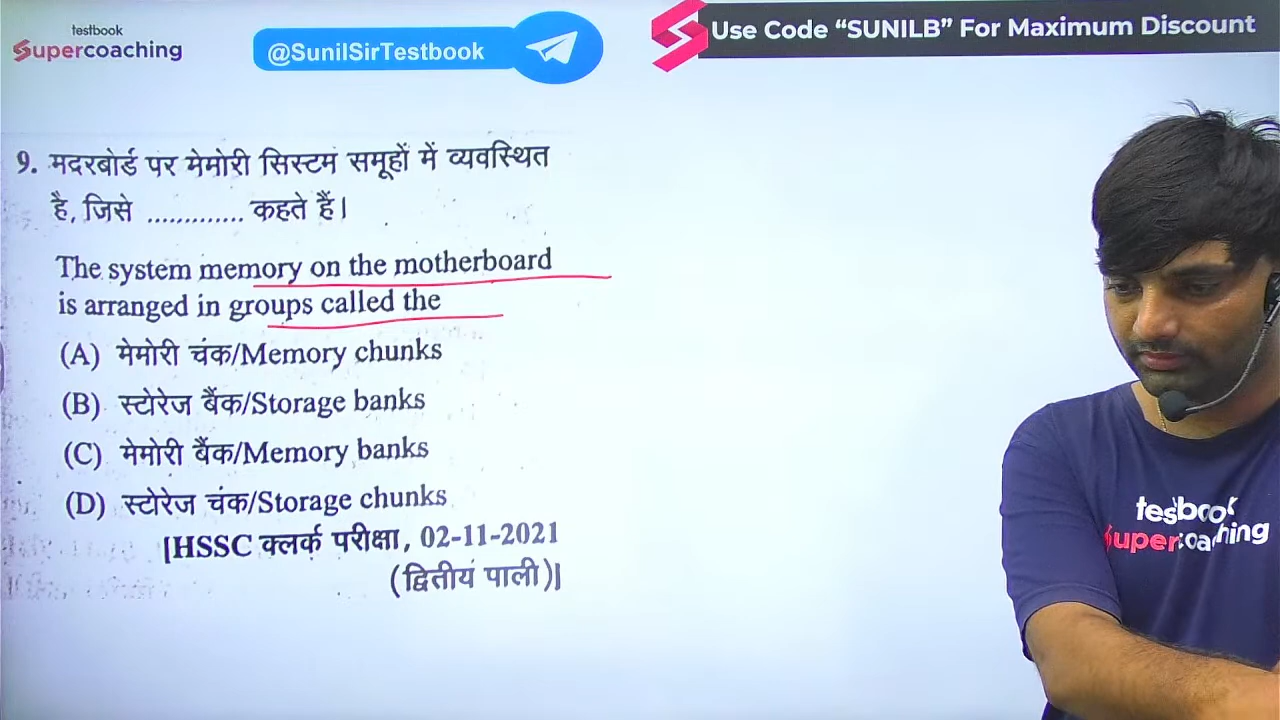 testbook
Supercoaching
@SunilSirTestbook
Use Code “SUNILB” For Maximum Discount
9. मदरबोर्ड पर मेमोरी सिस्टम समूहों में व्यवस्थित
है, जिसे ............. कहते हैं।
The system memory on the motherboard
is arranged in groups called the
(A) मेमोरी चंक/Memory chunks
(B) स्टोरेज बैंक/Storage banks
(C) मेमोरी बैंक/Memory banks
(D) स्टोरेज चंक/Storage chunks
[HSSC क्लर्क परीक्षा, 02-11-2021
(द्वितीय पाली)]
testbook
Supercoaching